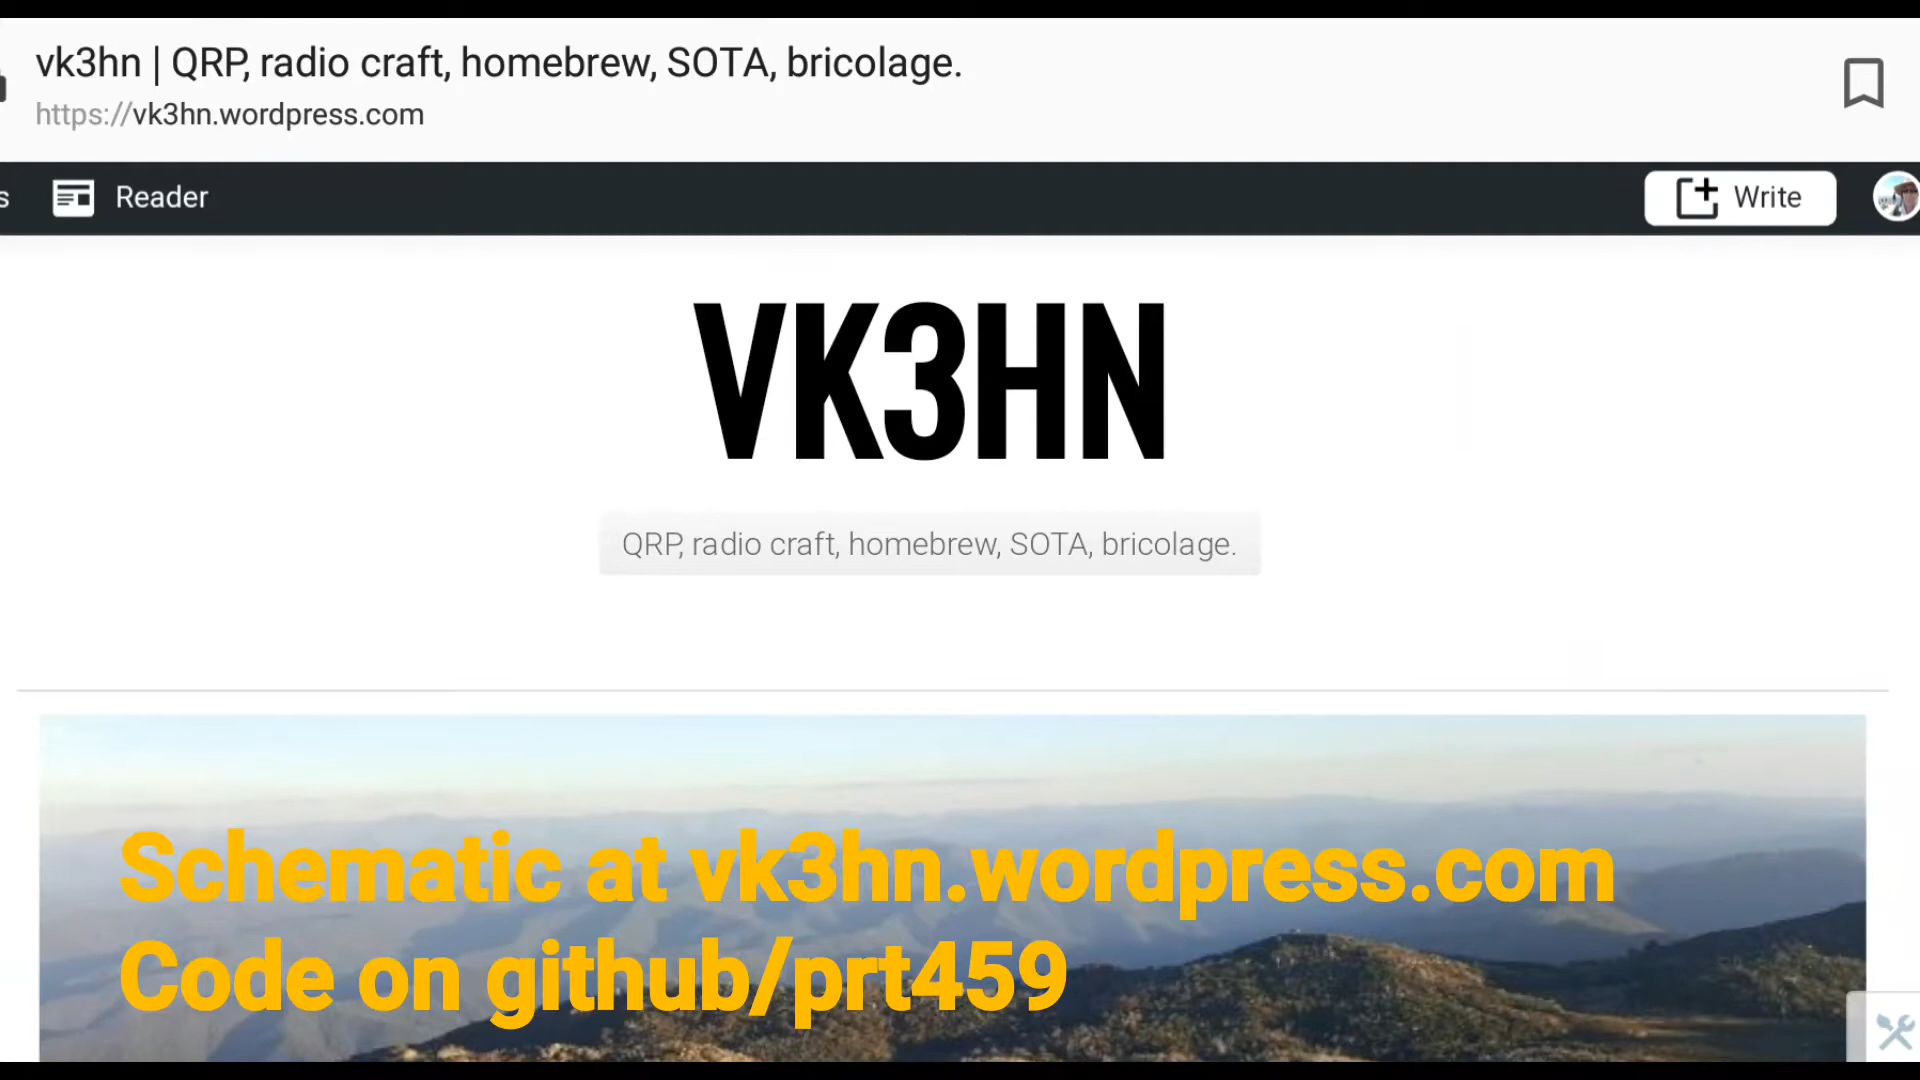 vk3hn | QRP, radio craft, homebrew, SOTA, bricolage.
https://vk3hn.wordpress.com
s Reader Write
VK3HN
QRP, radio craft, homebrew, SOTA, bricolage.
Schematic at vk3hn.wordpress.com
Code on github/prt459